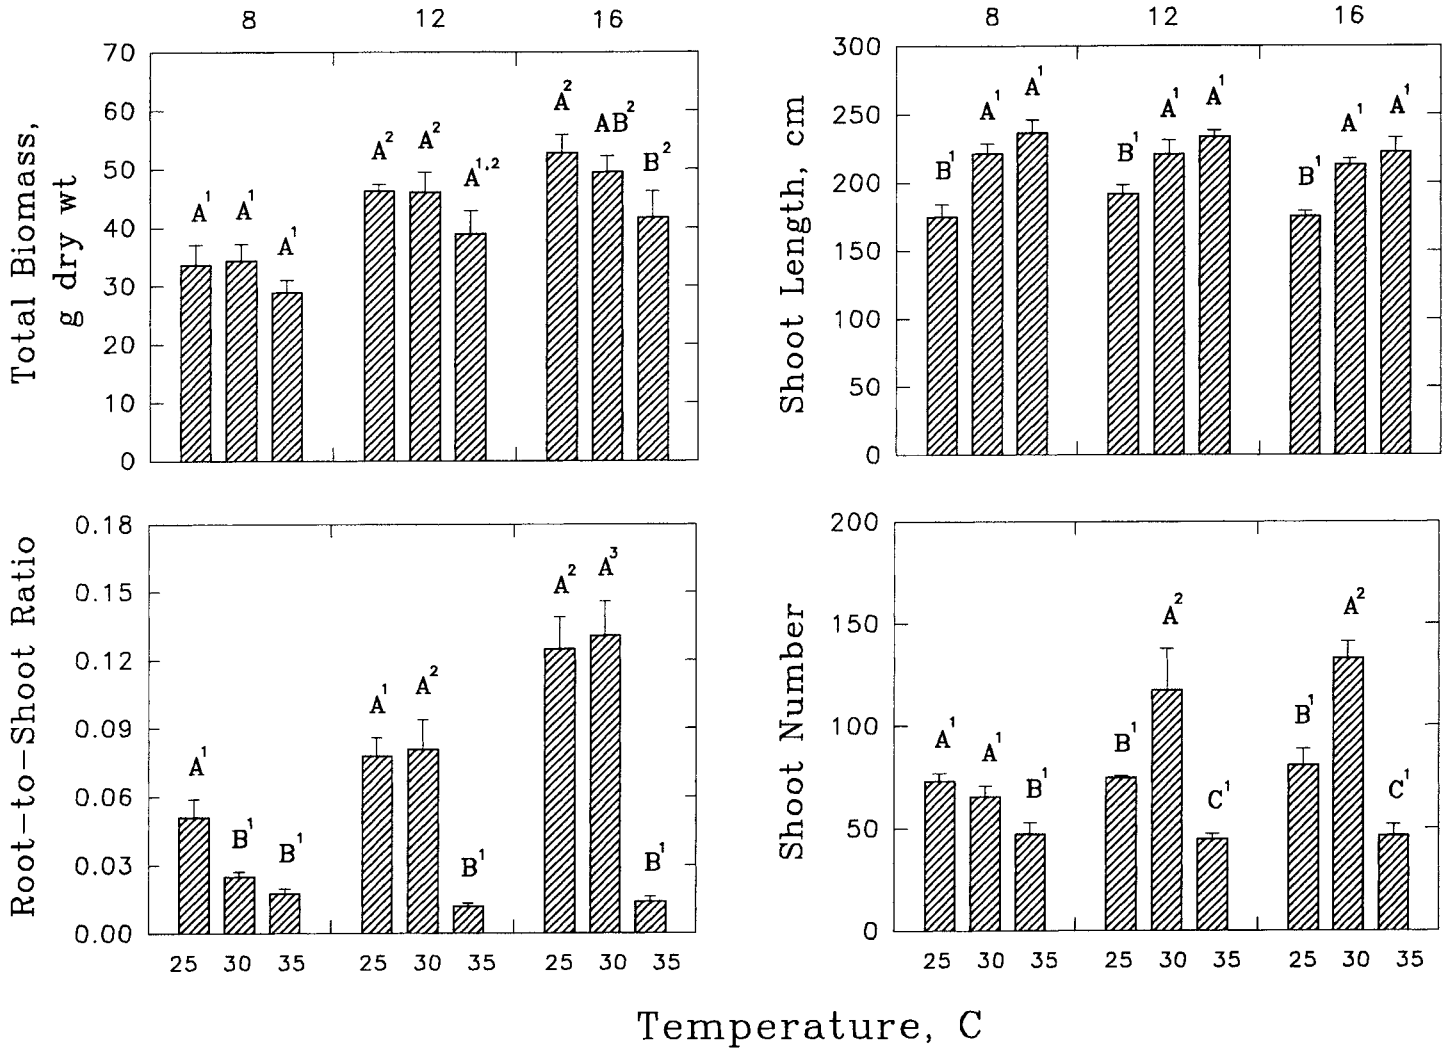 8 12 16
Total Biomass,
g dry wt
70
60
50
40
30
20
10
0
A¹ A¹ A¹ A² A² A¹,² A² AB² B²
8 12 16
Shoot Length, cm
300
250
200
150
100
50
0
B¹ A¹ A¹ B¹ A¹ A¹ B¹ A¹ A¹
Root-to-Shoot Ratio
0.18
0.15
0.12
0.09
0.06
0.03
0.00
A¹ B¹ B¹ A¹ A² B¹ A² A³ B¹
25 30 35 25 30 35 25 30 35
Shoot Number
200
150
100
50
0
A¹ A¹ B¹ B¹ A² C¹ B¹ A² C¹
25 30 35 25 30 35 25 30 35
Temperature, C